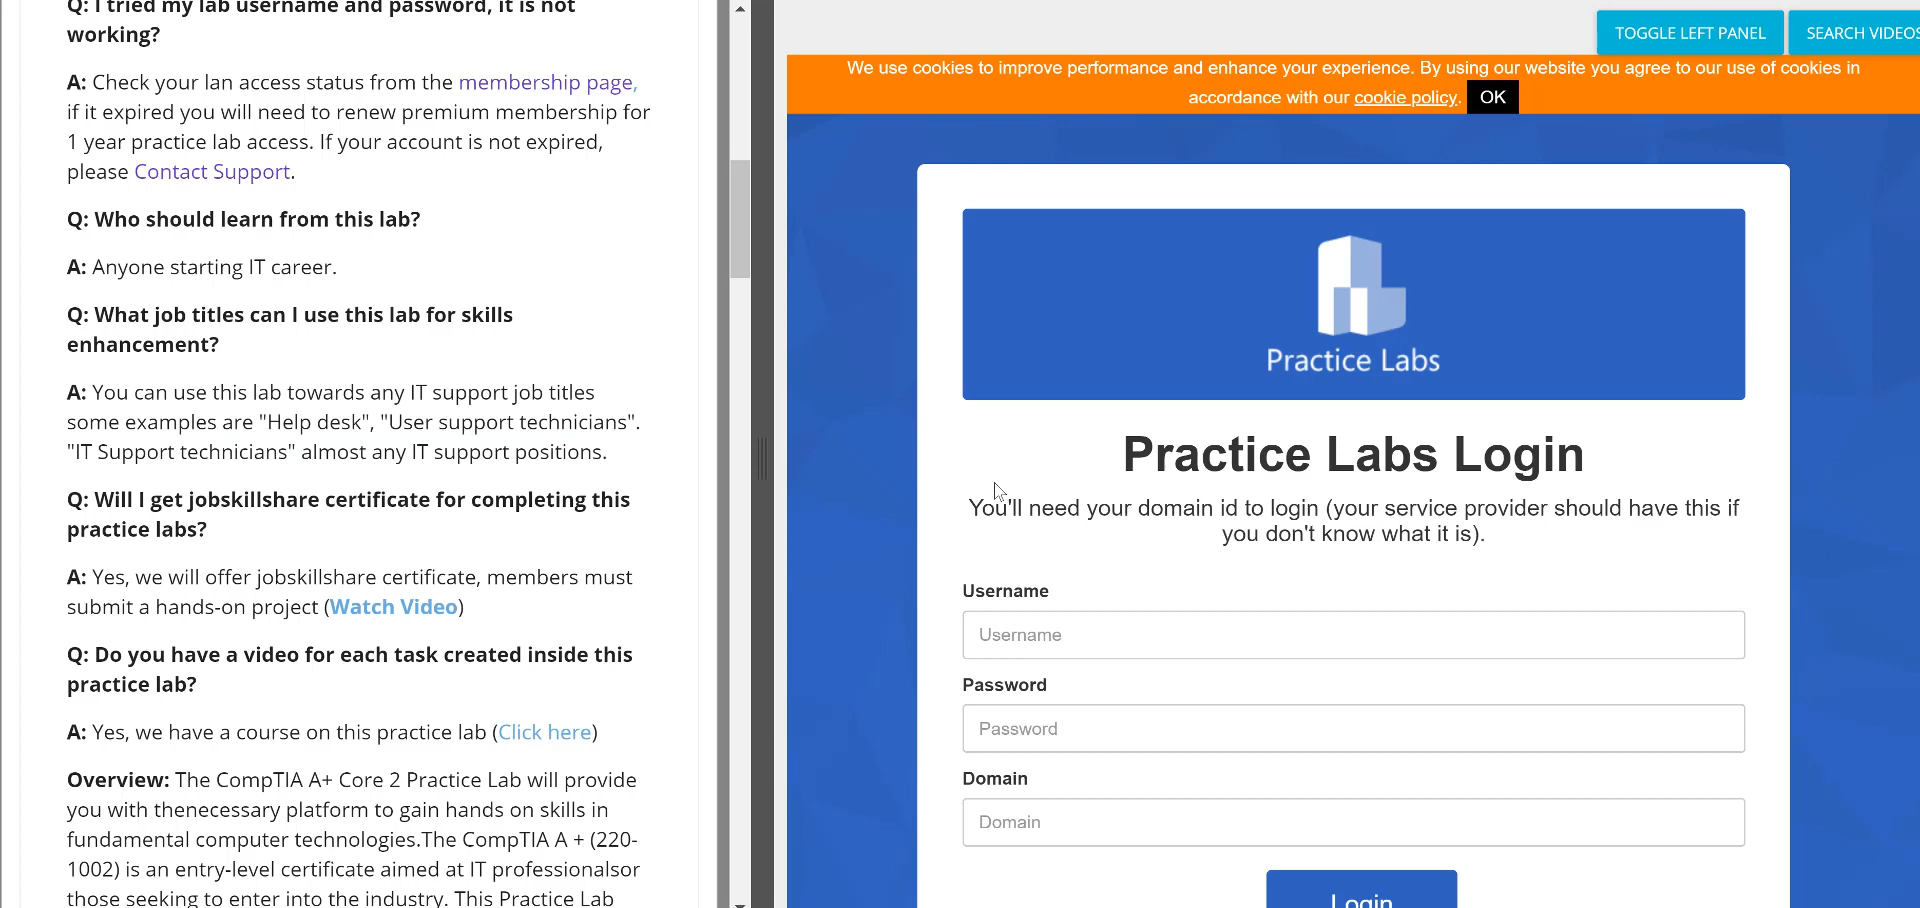 Q: I tried my lab username and password, it is not
working?
A: Check your lan access status from the membership page,
if it expired you will need to renew premium membership for
1 year practice lab access. If your account is not expired,
please Contact Support.
Q: Who should learn from this lab?
A: Anyone starting IT career.
Q: What job titles can I use this lab for skills
enhancement?
A: You can use this lab towards any IT support job titles
some examples are "Help desk", "User support technicians".
"IT Support technicians" almost any IT support positions.
Q: Will I get jobskillshare certificate for completing this
practice labs?
A: Yes, we will offer jobskillshare certificate, members must
submit a hands-on project (Watch Video)
Q: Do you have a video for each task created inside this
practice lab?
A: Yes, we have a course on this practice lab (Click here)
Overview: The CompTIA A+ Core 2 Practice Lab will provide
you with thenecessary platform to gain hands on skills in
fundamental computer technologies.The CompTIA A + (220-
1002) is an entry-level certificate aimed at IT professionalsor
those seeking to enter into the industry. This Practice Lab
TOGGLE LEFT PANEL
SEARCH VIDEOS
We use cookies to improve performance and enhance your experience. By using our website you agree to our use of cookies in
accordance with our cookie policy. OK
Practice Labs
Practice Labs Login
You'll need your domain id to login (your service provider should have this if
you don't know what it is).
Username
Username
Password
Password
Domain
Domain
Login